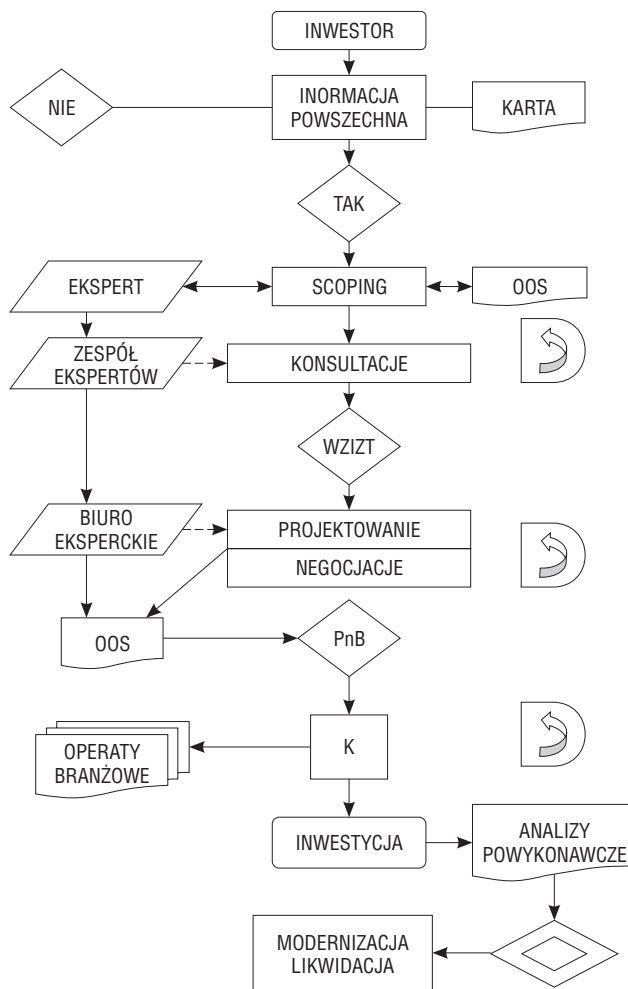 INWESTOR
NIE
INORMACJA
POWSZECHNA
KARTA
TAK
EKSPERT
SCOPING
OOS
ZESPÓŁ
EKSPERTÓW
KONSULTACJE
WZIZT
BIURO
EKSPERCKIE
PROJEKTOWANIE
NEGOCJACJE
OOS
PnB
OPERATY
BRANŻOWE
K
INWESTYCJA
ANALIZY
POWYKONAWCZE
MODERNIZACJA
LIKWIDACJA